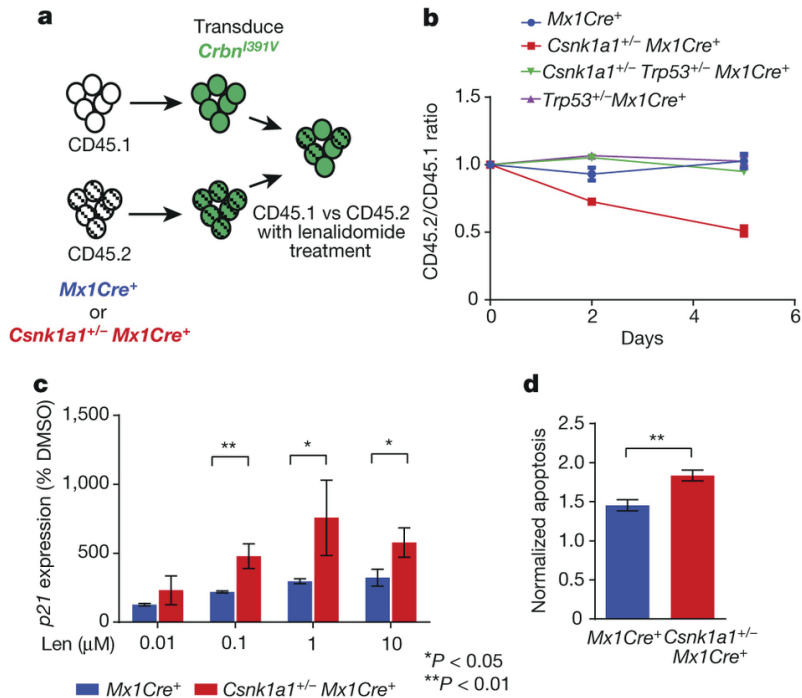 a
Transduce
Crbn^I391V
CD45.1
CD45.2
CD45.1 vs CD45.2
with lenalidomide
treatment
Mx1Cre+
or
Csnk1a1+/– Mx1Cre+
b
Mx1Cre+
Csnk1a1+/– Mx1Cre+
Csnk1a1+/– Trp53+/– Mx1Cre+
Trp53+/–Mx1Cre+
CD45.2/CD45.1 ratio
1.5
1.0
0.5
0
0 2 4 6
Days
c
p21 expression (% DMSO)
1,500
1,000
500
0
** * *
Len (μM) 0.01 0.1 1 10
Mx1Cre+ Csnk1a1+/– Mx1Cre+
*P < 0.05
**P < 0.01
d
Normalized apoptosis
2.5
2.0
1.5
1.0
0.5
0
**
Mx1Cre+ Csnk1a1+/–
Mx1Cre+